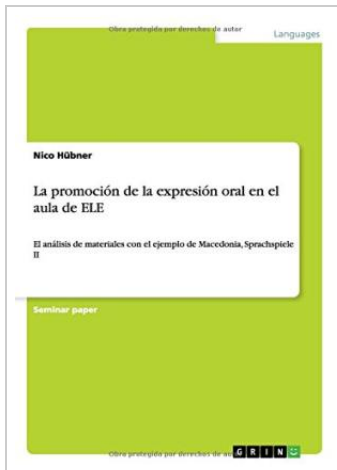 Obra protegida por derechos de autor
Languages
Nico Hübner
La promoción de la expresión oral en el
aula de ELE
El análisis de materiales con el ejemplo de Macedonia, Sprachspiele
II
Seminar paper
Obra protegida por derechos de au
GRIN